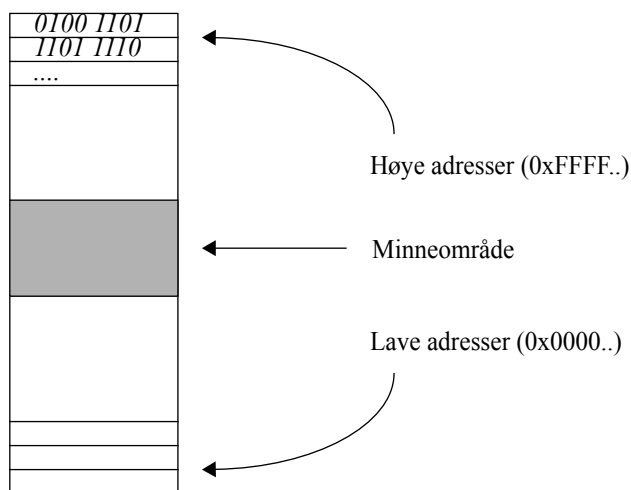 0100 1101
1101 1110
....
Høye adresser (0xFFFF..)
Minneområde
Lave adresser (0x0000..)